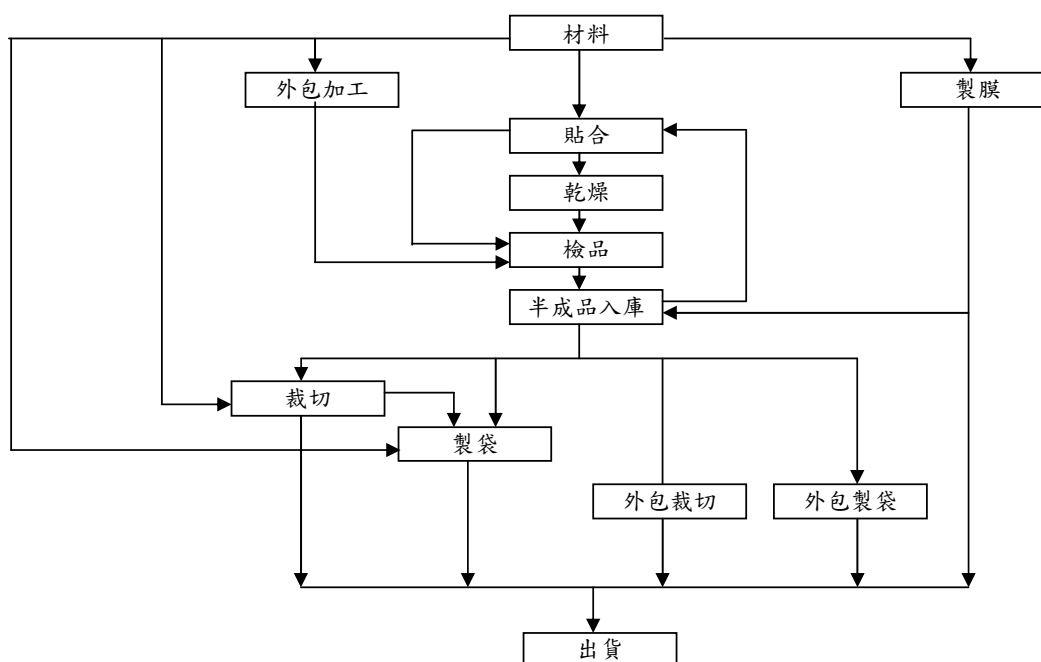 材料
外包加工
製膜
貼合
乾燥
檢品
半成品入庫
裁切
製袋
外包裁切
外包製袋
出貨